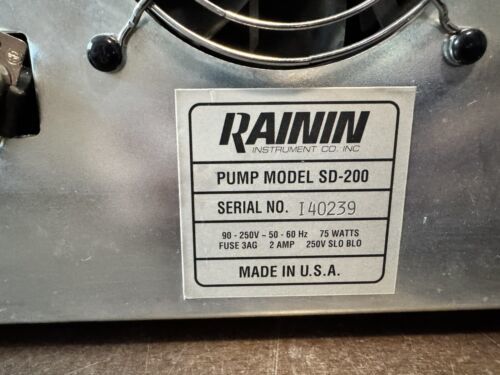 RAININ
INSTRUMENT CO. INC
PUMP MODEL SD-200
SERIAL NO. I40239
90 - 250V - 50 - 60 Hz 75 WATTS
FUSE 3AG 2 AMP 250V SLO BLO
MADE IN U.S.A.